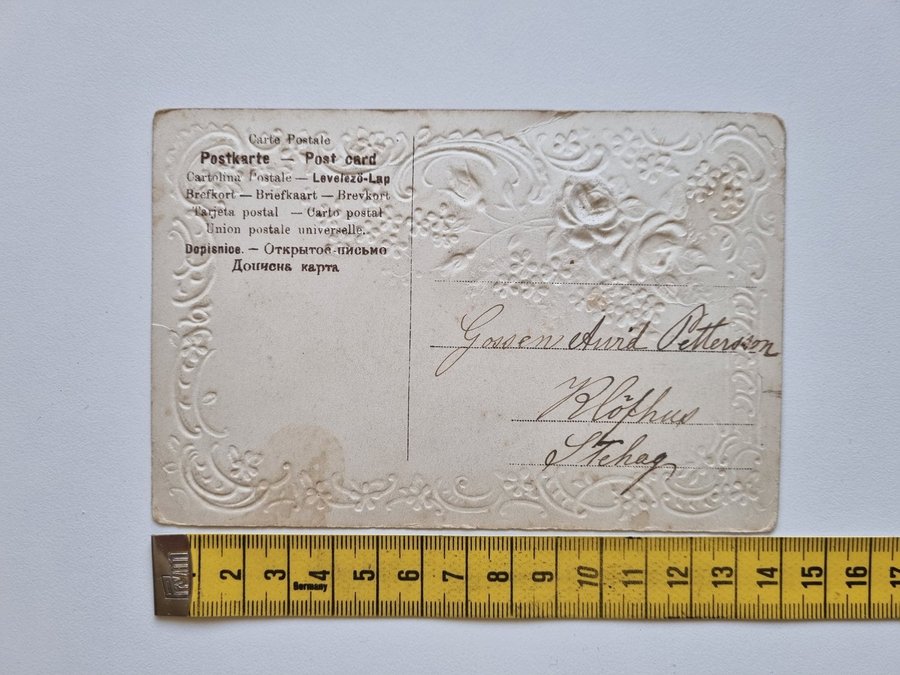 Carte Postale
Postkarte — Post card
Cartolina Postale — Levelező-Lap
Brefkort — Briefkaart — Brevkort
Tarjeta postal — Carto postal
Union postale universelle.
Dopisnice. — Открытое-письмо
Дописна карта
Gossen Arvid Pettersson
Klöfhus
Stehag
2 3 4 5 6 7 8 9 10 11 12 13 14 15 16 17
Germany